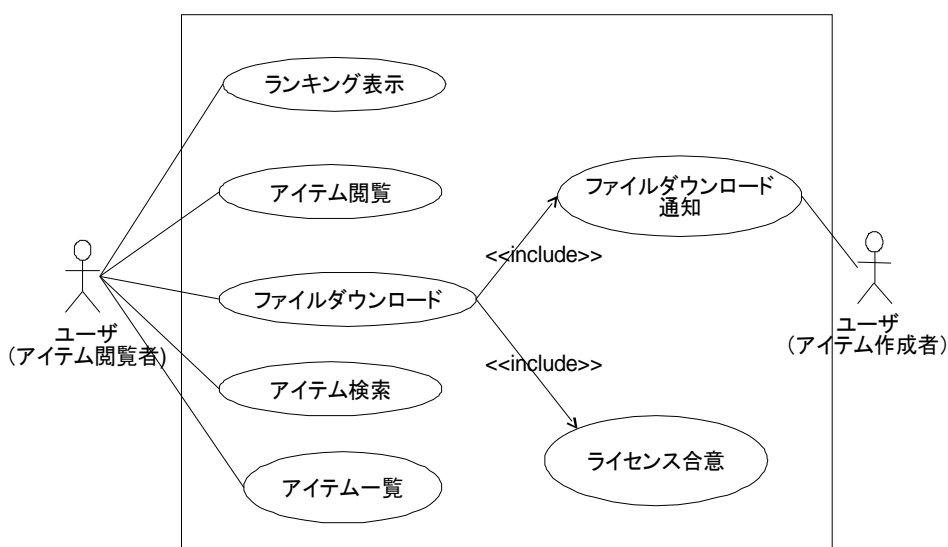 ランキング表示
アイテム閲覧
ファイルダウンロード
通知
<<include>>
ファイルダウンロード
ユーザ
(アイテム閲覧者)
ユーザ
(アイテム作成者)
<<include>>
アイテム検索
ライセンス合意
アイテム一覧